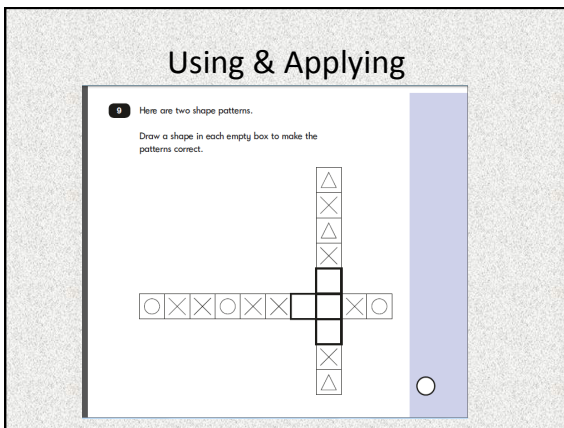 Using & Applying
9 Here are two shape patterns.
Draw a shape in each empty box to make the
patterns correct.